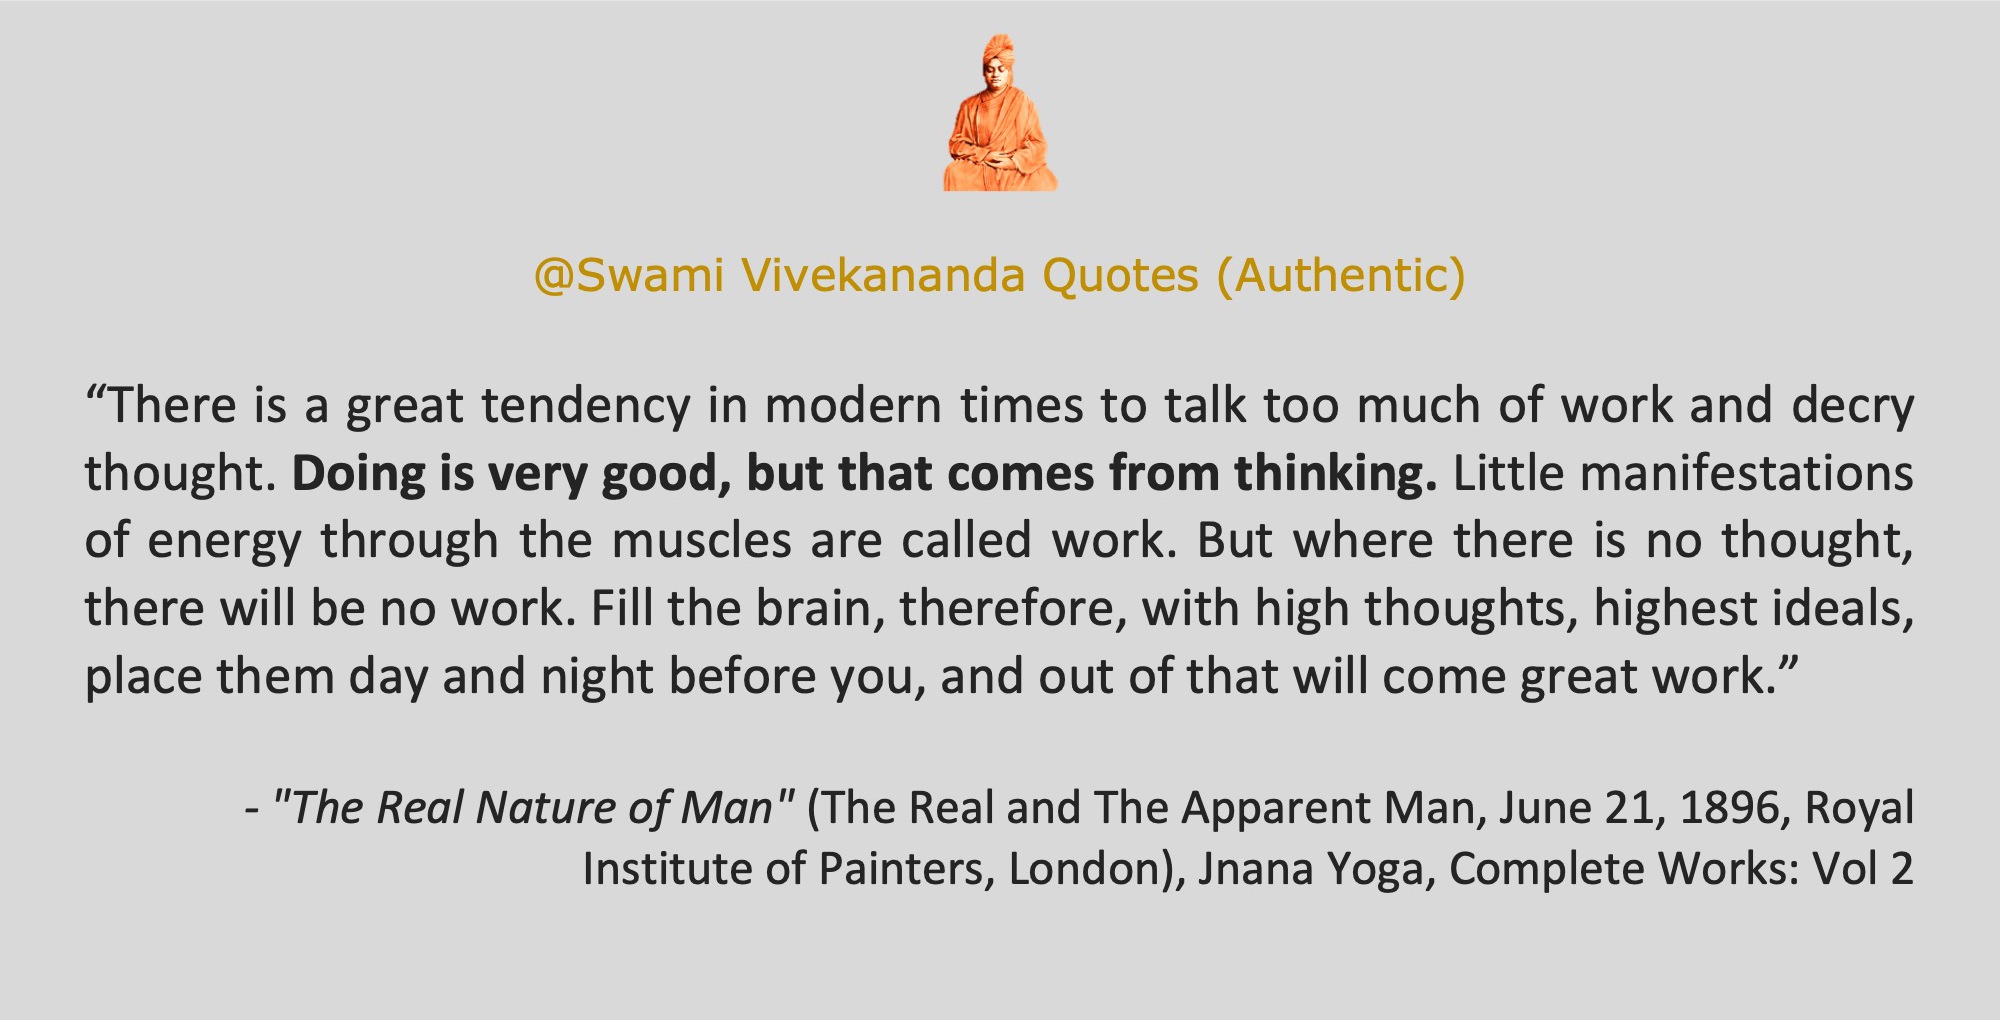 @Swami Vivekananda Quotes (Authentic)
“There is a great tendency in modern times to talk too much of work and decry
thought. Doing is very good, but that comes from thinking. Little manifestations
of energy through the muscles are called work. But where there is no thought,
there will be no work. Fill the brain, therefore, with high thoughts, highest ideals,
place them day and night before you, and out of that will come great work.”
- "The Real Nature of Man" (The Real and The Apparent Man, June 21, 1896, Royal
Institute of Painters, London), Jnana Yoga, Complete Works: Vol 2